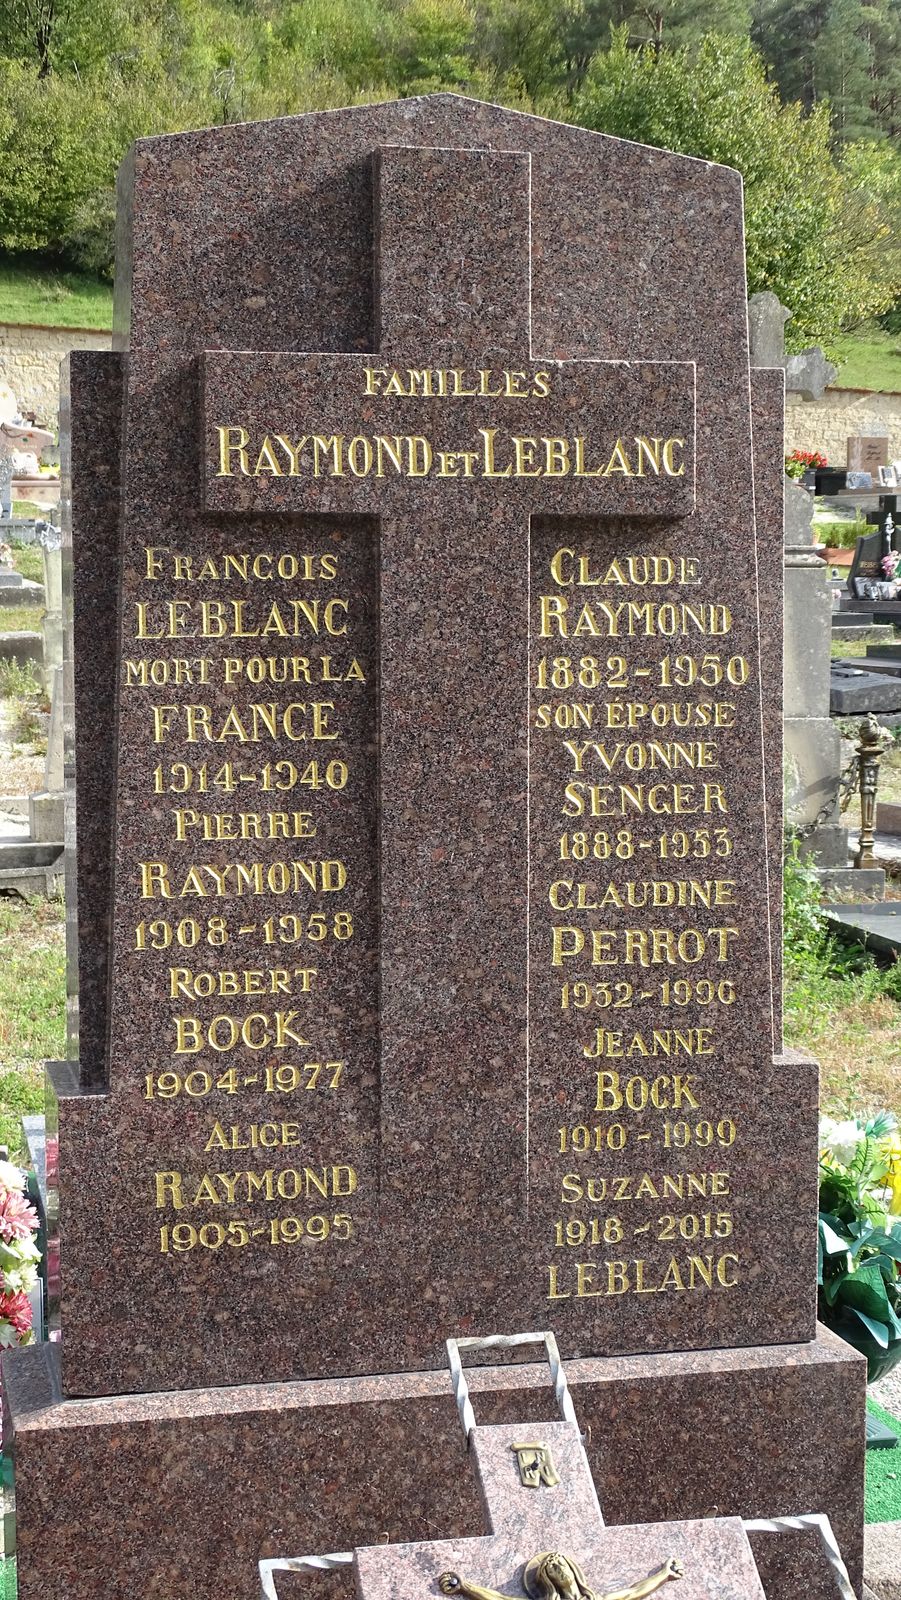 FAMILLES
RAYMOND ET LEBLANC
FRANCOIS
LEBLANC
MORT POUR LA
FRANCE
1914-1940
PIERRE
RAYMOND
1908-1958
ROBERT
BOCK
1904-1977
ALICE
RAYMOND
1905-1995
CLAUDE
RAYMOND
1882-1950
SON ÉPOUSE
YVONNE
SENGER
1888-1953
CLAUDINE
PERROT
1932-1996
JEANNE
BOCK
1910-1999
SUZANNE
1918-2015
LEBLANC